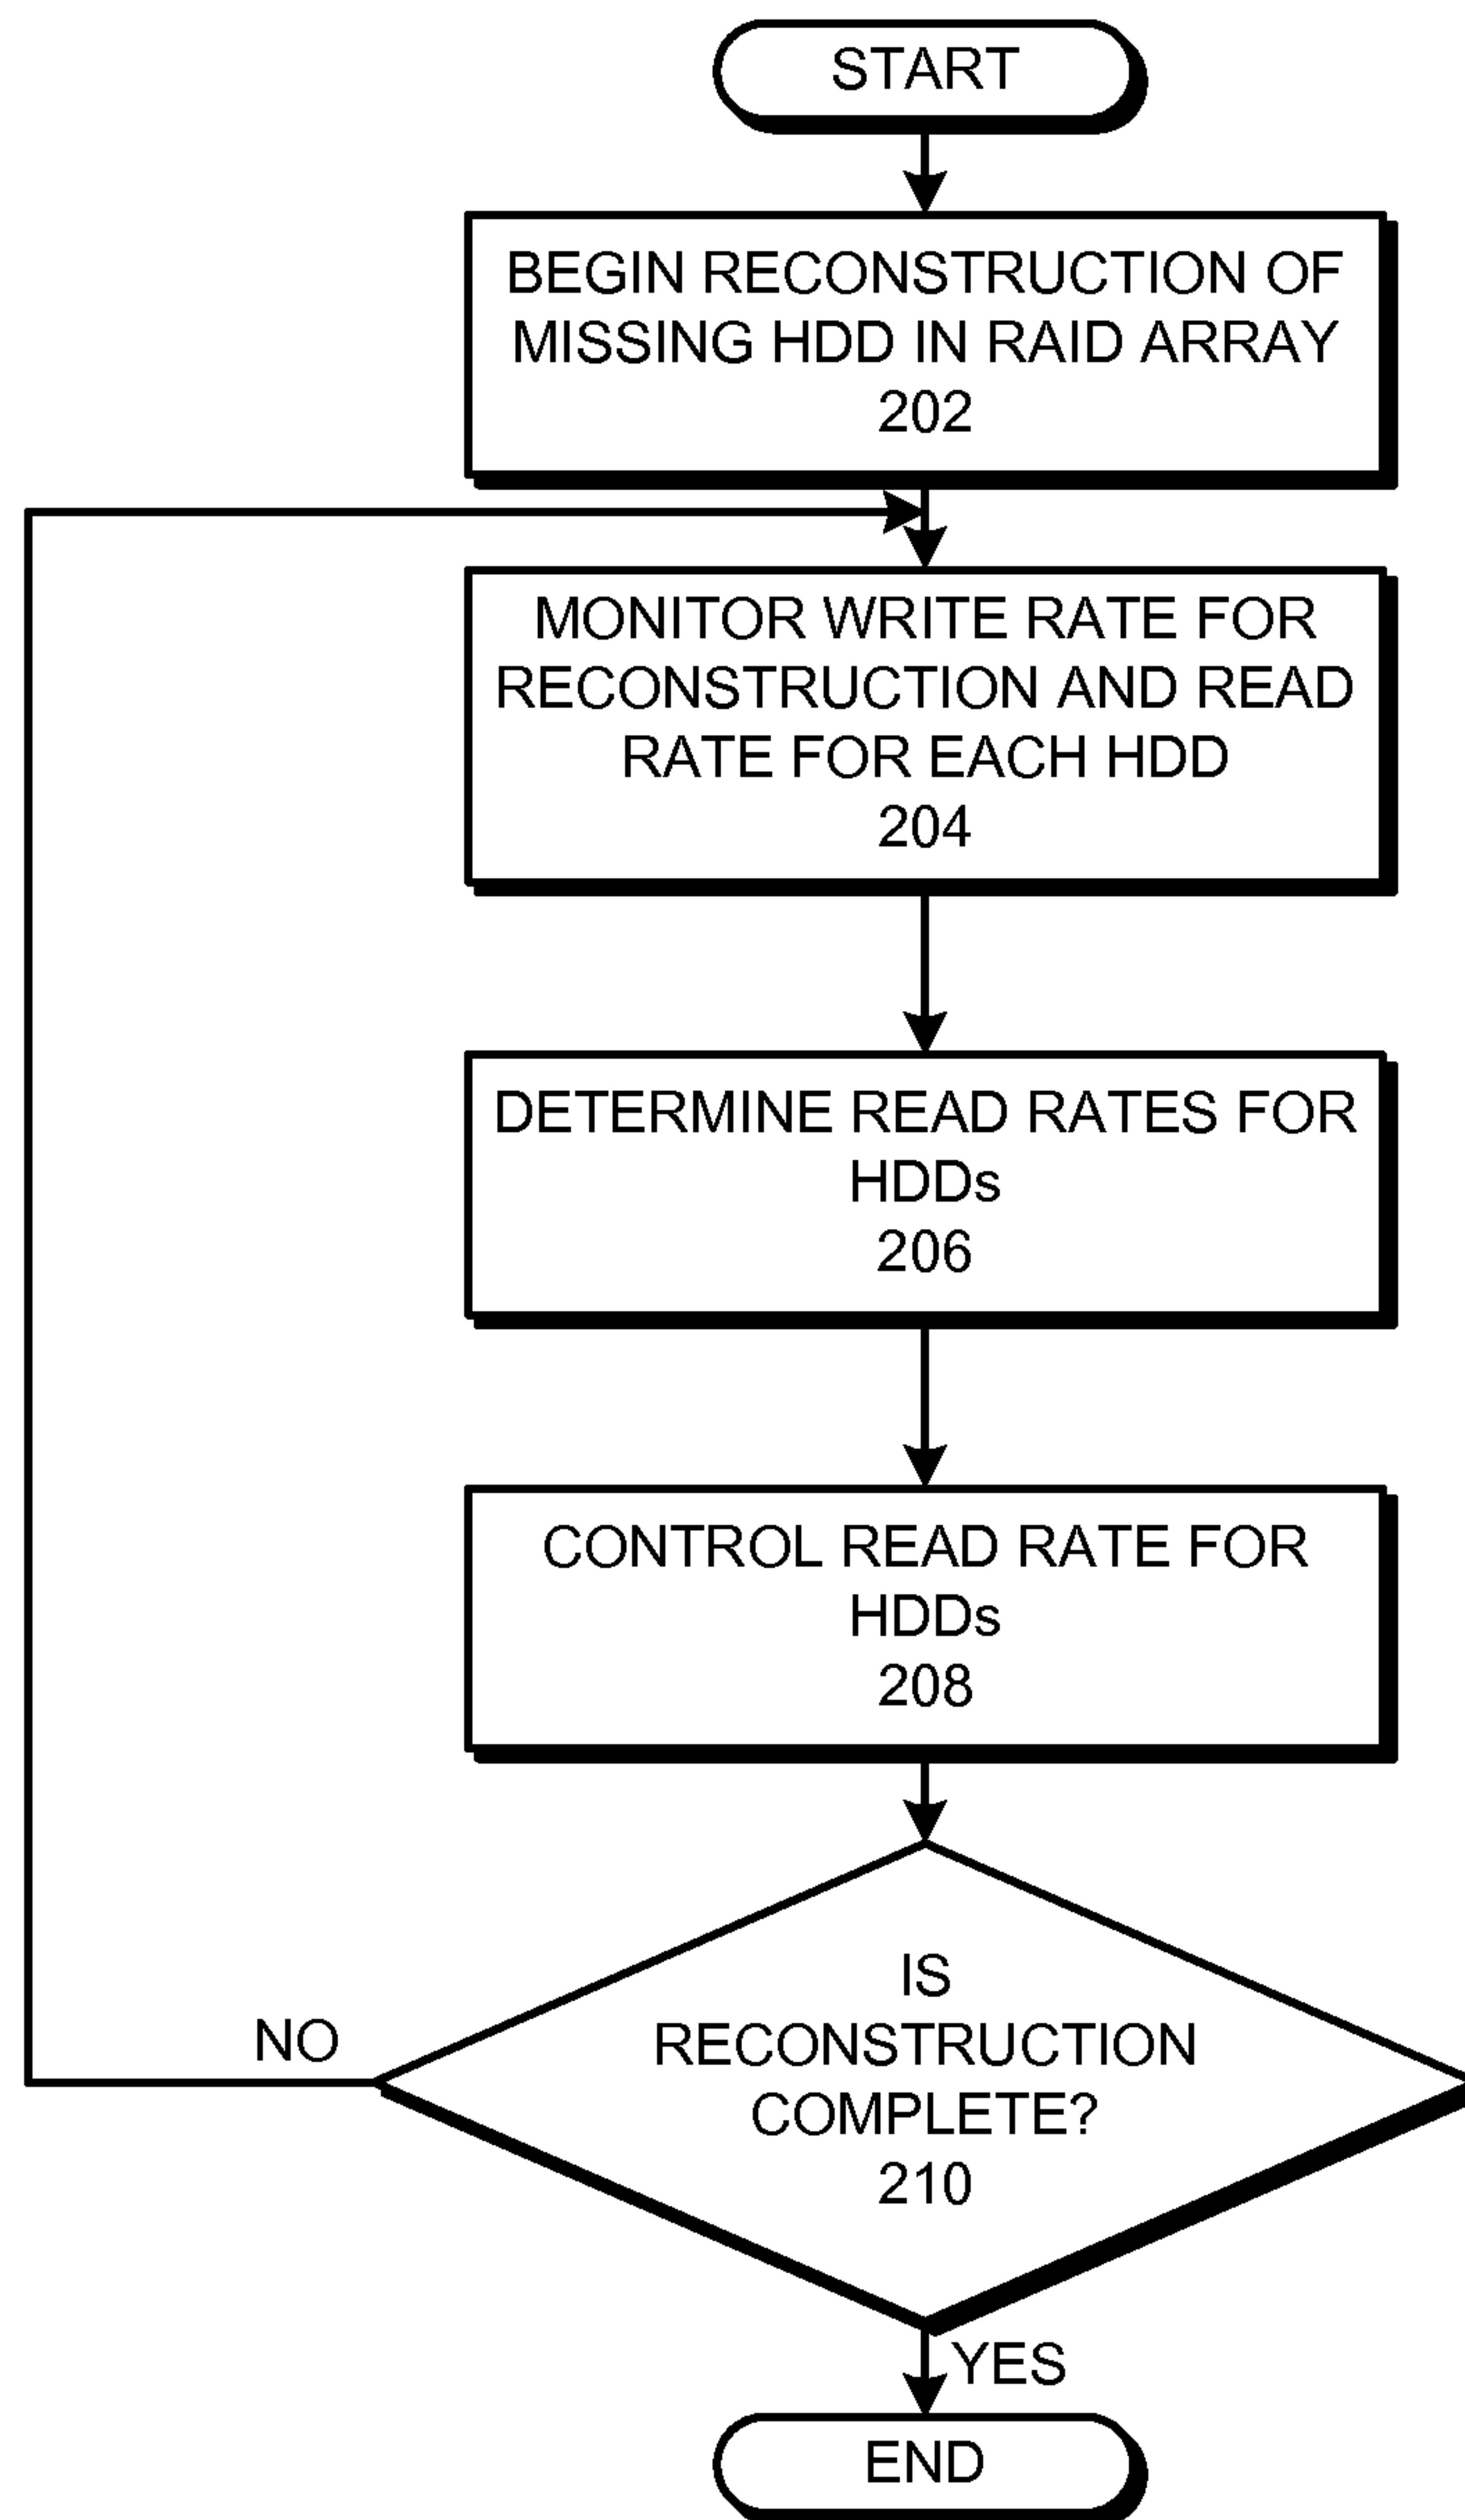 START
BEGIN RECONSTRUCTION OF
MISSING HDD IN RAID ARRAY
202
MONITOR WRITE RATE FOR
RECONSTRUCTION AND READ
RATE FOR EACH HDD
204
DETERMINE READ RATES FOR
HDDs
206
CONTROL READ RATE FOR
HDDs
208
IS
RECONSTRUCTION
COMPLETE?
210
NO
YES
END